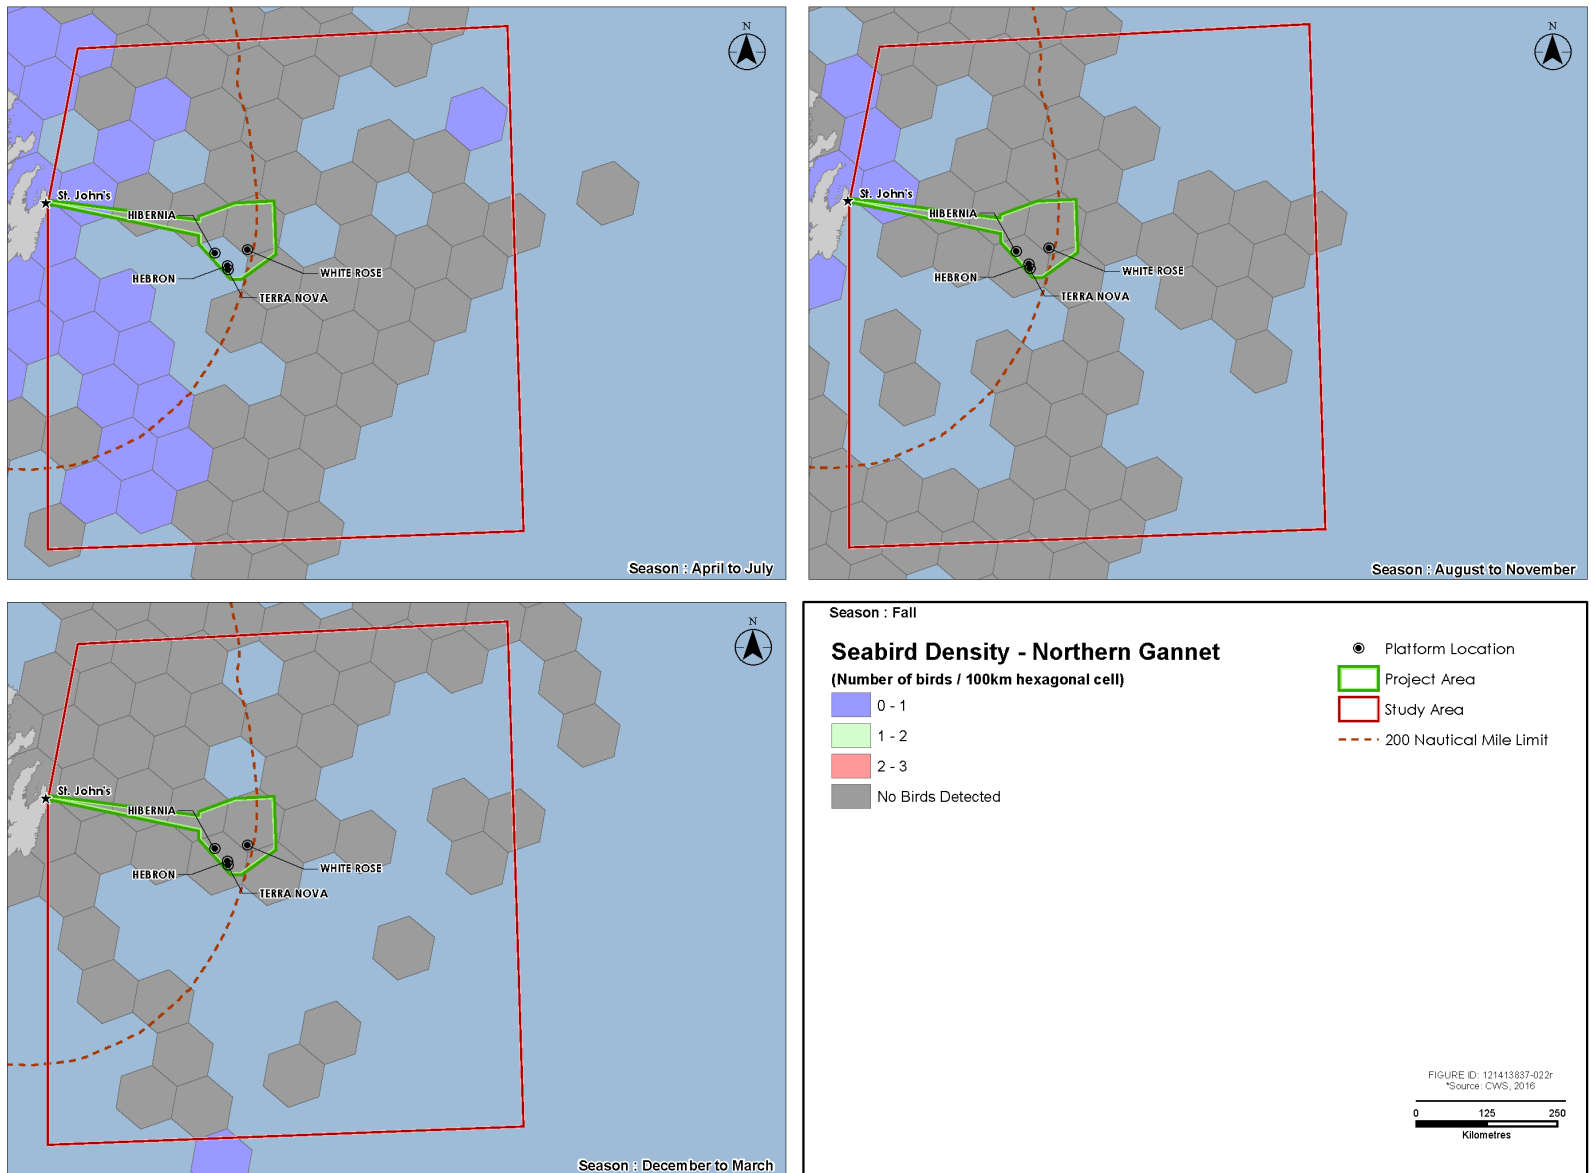 N
St. John's
HIBERNIA
HEBRON
WHITE ROSE
TERRA NOVA
Season : April to July
N
St. John's
HIBERNIA
HEBRON
WHITE ROSE
TERRA NOVA
Season : August to November
N
St. John's
HIBERNIA
HEBRON
WHITE ROSE
TERRA NOVA
Season : December to March
Season : Fall
Seabird Density - Northern Gannet
(Number of birds / 100km hexagonal cell)
0 - 1
1 - 2
2 - 3
No Birds Detected
Platform Location
Project Area
Study Area
200 Nautical Mile Limit
FIGURE ID: 121413837-022r
*Source: CWS, 2016
0 125 250
Kilometres